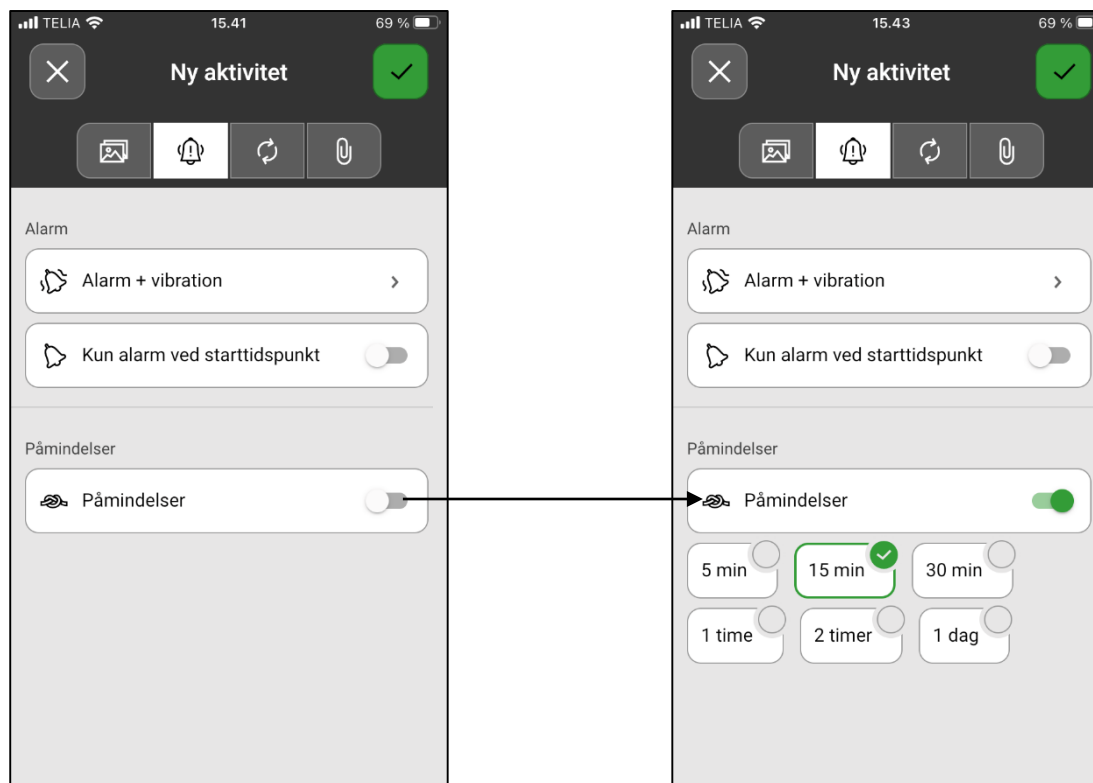 TELIA 15.41 69 %
Ny aktivitet
Alarm
Alarm + vibration
Kun alarm ved starttidspunkt
Påmindelser
Påmindelser
TELIA 15.43 69 %
Ny aktivitet
Alarm
Alarm + vibration
Kun alarm ved starttidspunkt
Påmindelser
Påmindelser
5 min 15 min 30 min
1 time 2 timer 1 dag